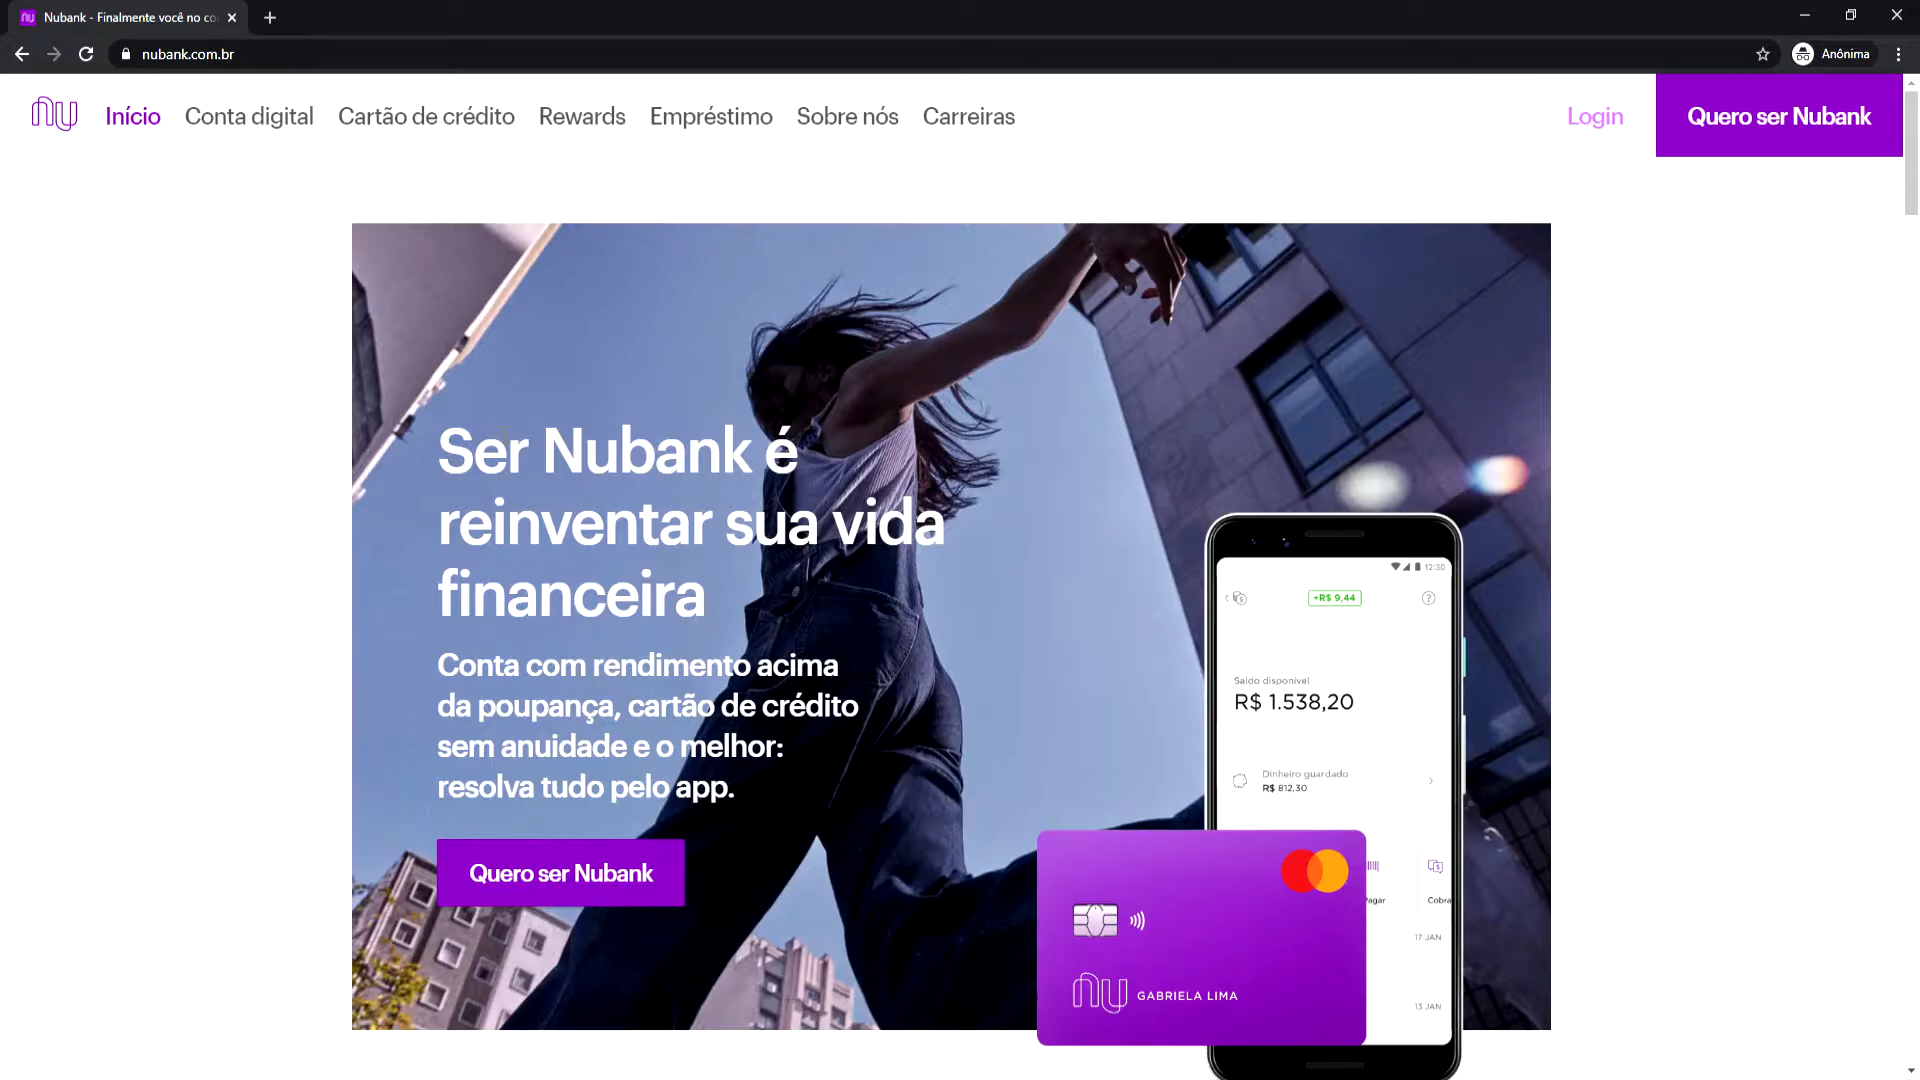 Nubank - Finalmente você no co
nubank.com.br
Anônima
nu
Início
Conta digital
Cartão de crédito
Rewards
Empréstimo
Sobre nós
Carreiras
Login
Quero ser Nubank
Ser Nubank é
reinventar sua vida
financeira
Conta com rendimento acima
da poupança, cartão de crédito
sem anuidade e o melhor:
resolva tudo pelo app.
Quero ser Nubank
12:30
+R$ 9,44
?
Saldo disponível
R$ 1.538,20
Dinheiro guardado
R$ 812,30
Pagar
Cobra
17 JAN
13 JAN
nu GABRIELA LIMA